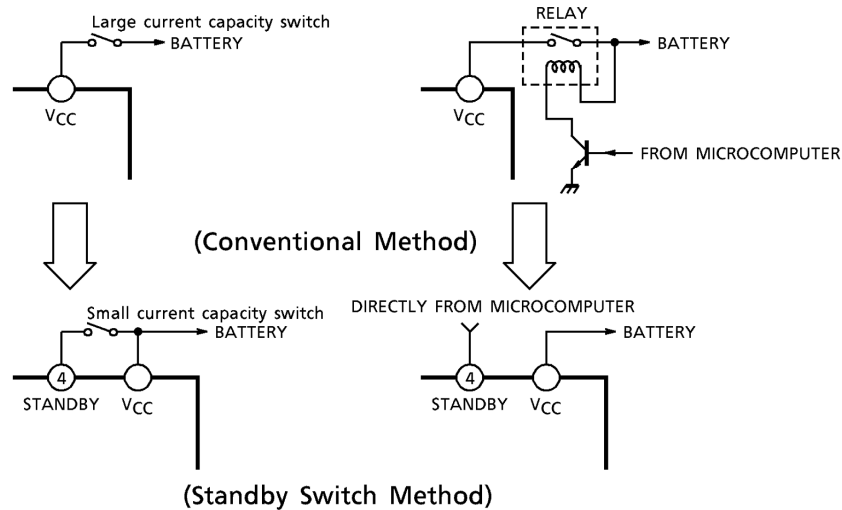 Large current capacity switch
BATTERY
VCC
RELAY
BATTERY
VCC
FROM MICROCOMPUTER
(Conventional Method)
Small current capacity switch
BATTERY
4
STANDBY
VCC
DIRECTLY FROM MICROCOMPUTER
BATTERY
4
STANDBY
VCC
(Standby Switch Method)